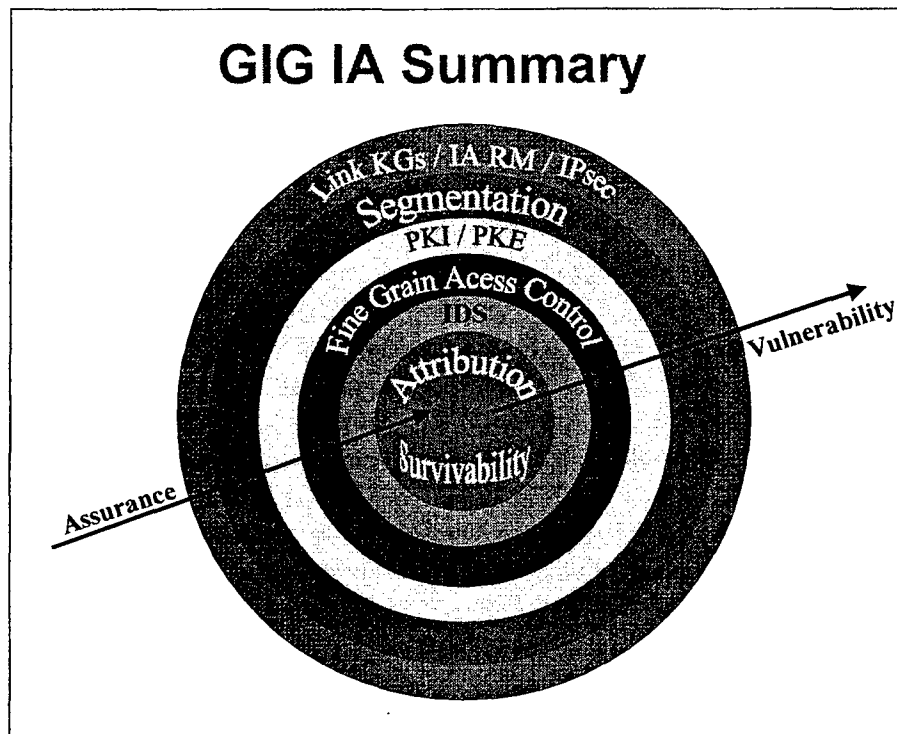 GIG IA Summary
Link KGs / IA RM / IPsec
Segmentation
PKI / PKE
Fine Grain Acess Control
IDS
Attribution
Survivability
Vulnerability
Assurance